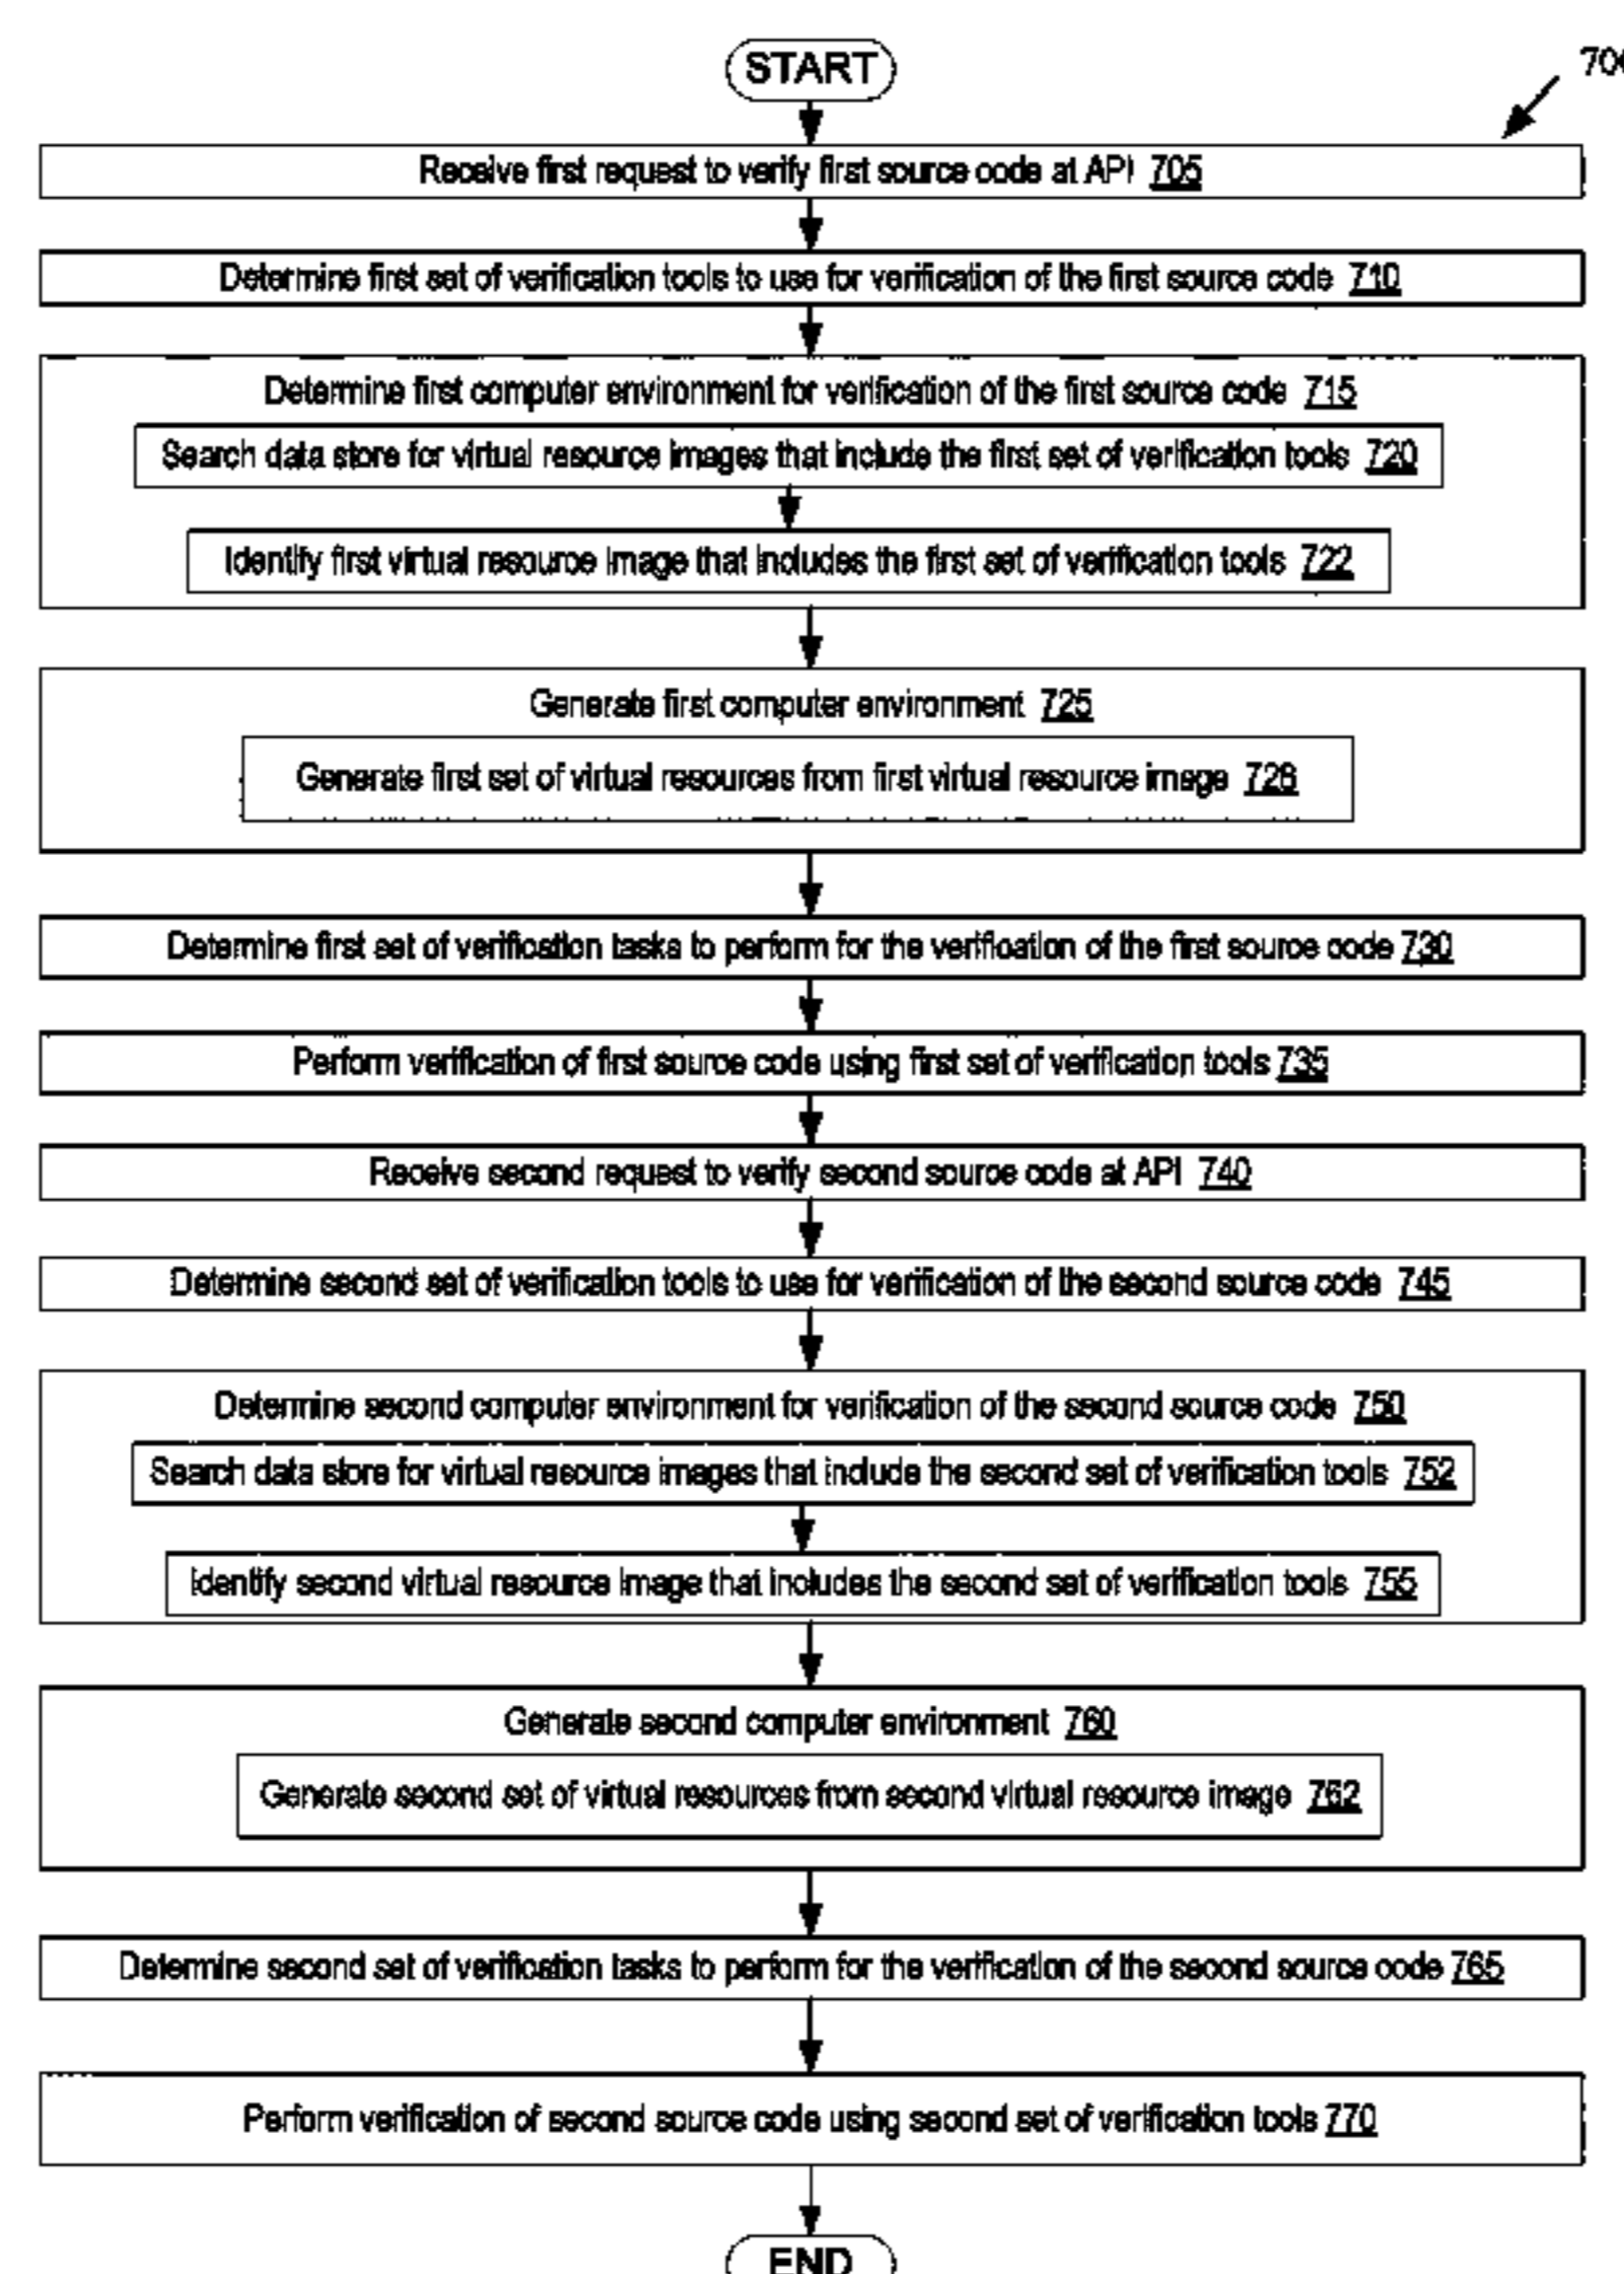 START
700
Receive first request to verify first source code at API 705
Determine first set of verification tools to use for verification of the first source code 710
Determine first computer environment for verification of the first source code 715
Search data store for virtual resource images that include the first set of verification tools 720
Identify first virtual resource image that includes the first set of verification tools 722
Generate first computer environment 725
Generate first set of virtual resources from first virtual resource image 728
Determine first set of verification tasks to perform for the verification of the first source code 730
Perform verification of first source code using first set of verification tools 735
Receive second request to verify second source code at API 740
Determine second set of verification tools to use for verification of the second source code 745
Determine second computer environment for verification of the second source code 750
Search data store for virtual resource images that include the second set of verification tools 752
Identify second virtual resource image that includes the second set of verification tools 755
Generate second computer environment 760
Generate second set of virtual resources from second virtual resource image 762
Determine second set of verification tasks to perform for the verification of the second source code 765
Perform verification of second source code using second set of verification tools 770
END